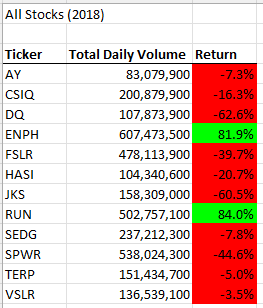 All Stocks (2018)
Ticker Total Daily Volume Return
AY 83,079,900 -7.3%
CSIQ 200,879,900 -16.3%
DQ 107,873,900 -62.6%
ENPH 607,473,500 81.9%
FSLR 478,113,900 -39.7%
HASI 104,340,600 -20.7%
JKS 158,309,000 -60.5%
RUN 502,757,100 84.0%
SEDG 237,212,300 -7.8%
SPWR 538,024,300 -44.6%
TERP 151,434,700 -5.0%
VSLR 136,539,100 -3.5%